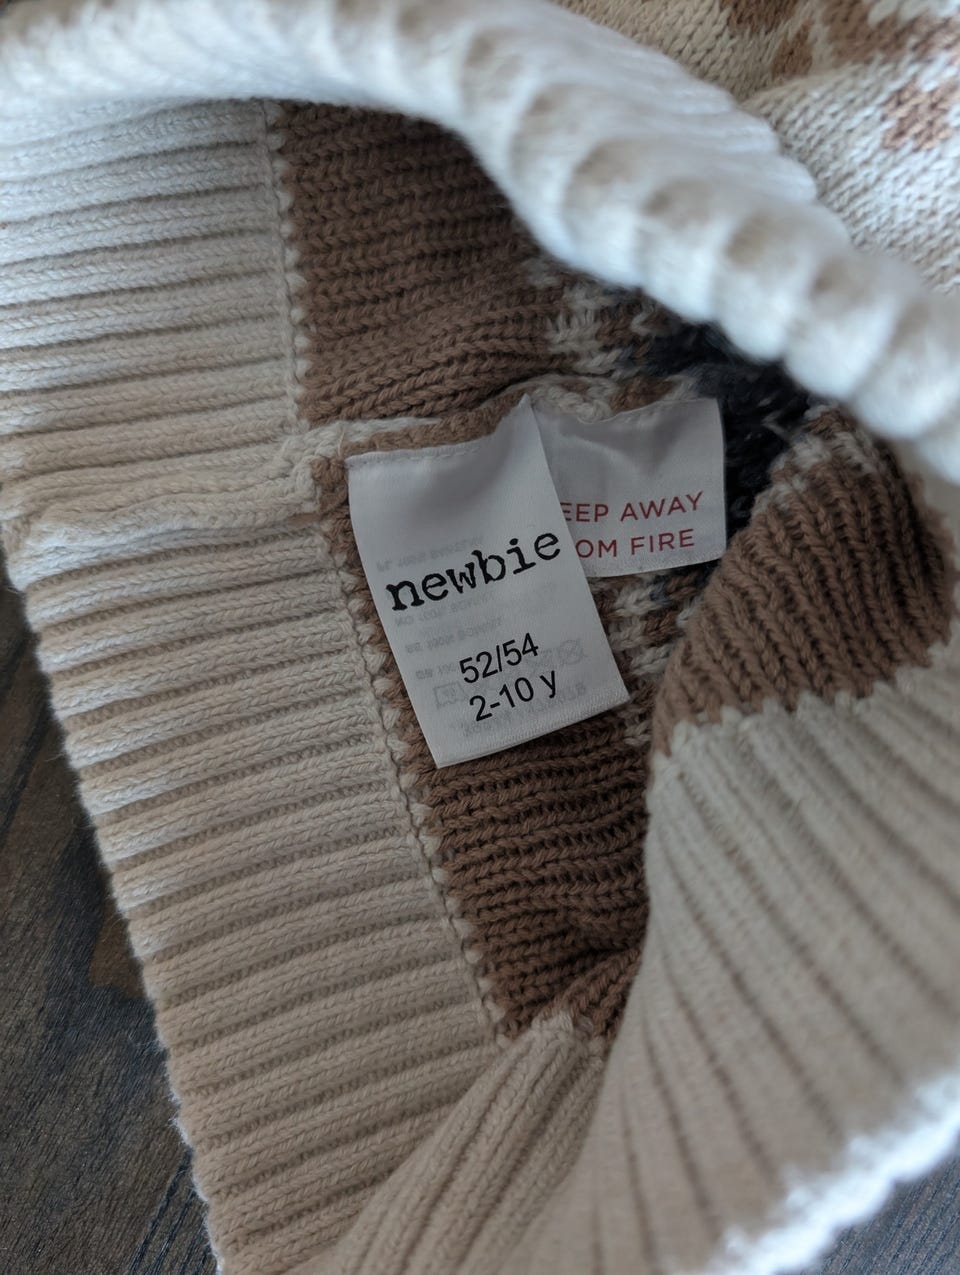 newbie
52/54
2-10 y
EEP AWAY
OM FIRE